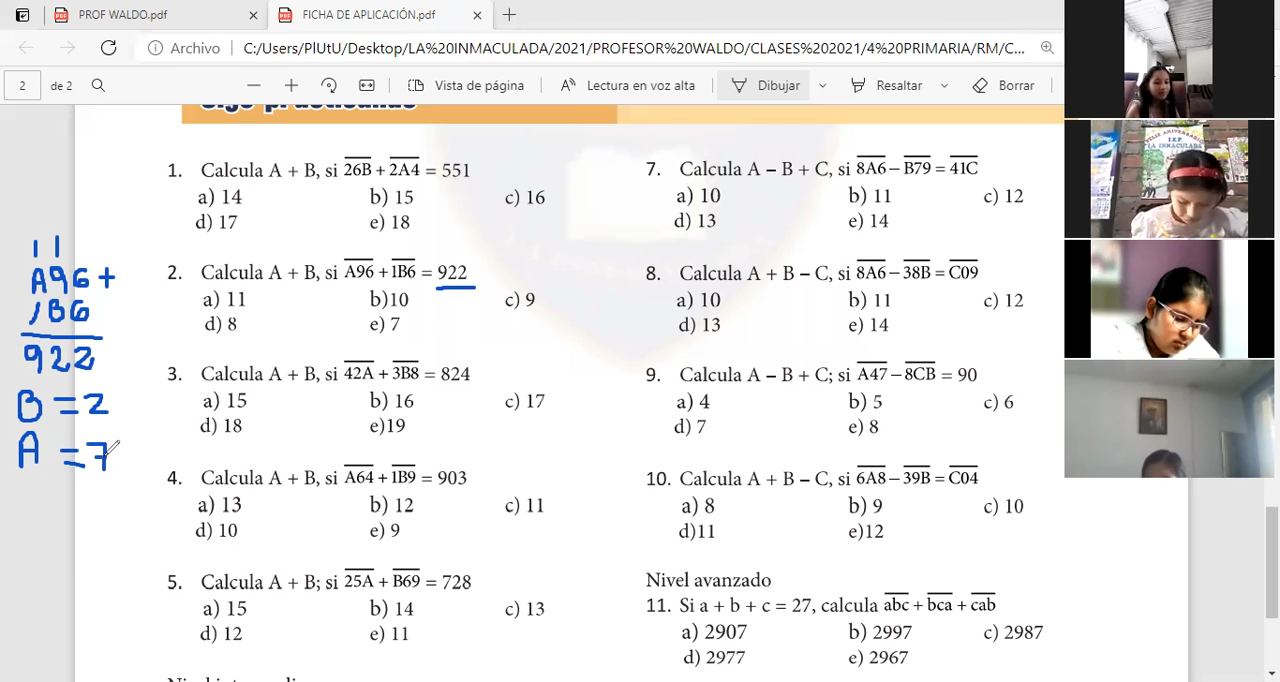 PROF WALDO.pdf
FICHA DE APLICACIÓN.pdf
Archivo C:/Users/PlUtU/Desktop/LA%20INMACULADA/2021/PROFESOR%20WALDO/CLASES%202021/4%20PRIMARIA/RM/C...
2 de 2 Vista de página Lectura en voz alta Dibujar Resaltar Borrar
1. Calcula A + B, si 26B + 2A4 = 551
a) 14 b) 15 c) 16
d) 17 e) 18
2. Calcula A + B, si A96 + 1B6 = 922
a) 11 b)10 c) 9
d) 8 e) 7
3. Calcula A + B, si 42A + 3B8 = 824
a) 15 b) 16 c) 17
d) 18 e)19
4. Calcula A + B, si A64 + 1B9 = 903
a) 13 b) 12 c) 11
d) 10 e) 9
5. Calcula A + B; si 25A + B69 = 728
a) 15 b) 14 c) 13
d) 12 e) 11
7. Calcula A – B + C, si 8A6 – B79 = 41C
a) 10 b) 11 c) 12
d) 13 e) 14
8. Calcula A + B – C, si 8A6 – 38B = C09
a) 10 b) 11 c) 12
d) 13 e) 14
9. Calcula A – B + C; si A47 – 8CB = 90
a) 4 b) 5 c) 6
d) 7 e) 8
10. Calcula A + B – C, si 6A8 – 39B = C04
a) 8 b) 9 c) 10
d)11 e)12
Nivel avanzado
11. Si a + b + c = 27, calcula abc + bca + cab
a) 2907 b) 2997 c) 2987
d) 2977 e) 2967
1 1
A96 +
1B6
922
B = 2
A = 7
FELIZ ANIVERSARIO
I.E.P.
LA INMACULADA